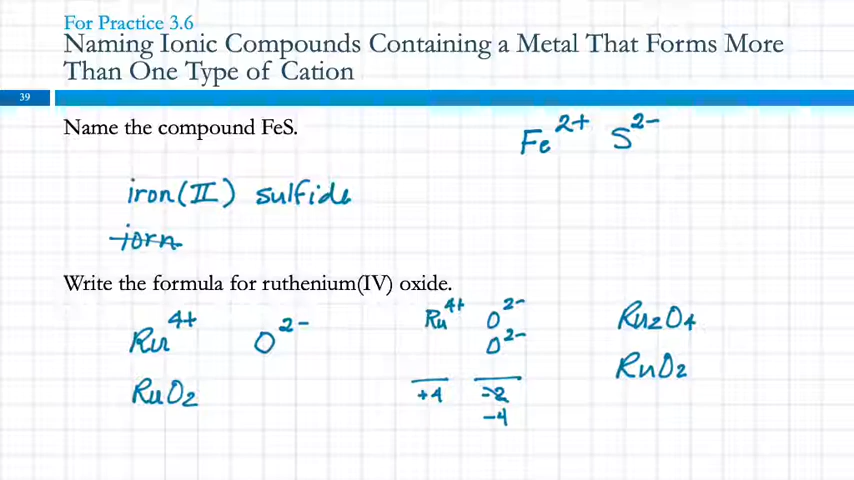 For Practice 3.6
Naming Ionic Compounds Containing a Metal That Forms More
Than One Type of Cation
39
Name the compound FeS.
Fe²⁺ S²⁻
iron(II) sulfide
iorn
Write the formula for ruthenium(IV) oxide.
Ru⁴⁺ O²⁻
RuO₂
Ru⁴⁺ O²⁻
O²⁻
+4 -2
-4
Ru₂O₄
RuO₂